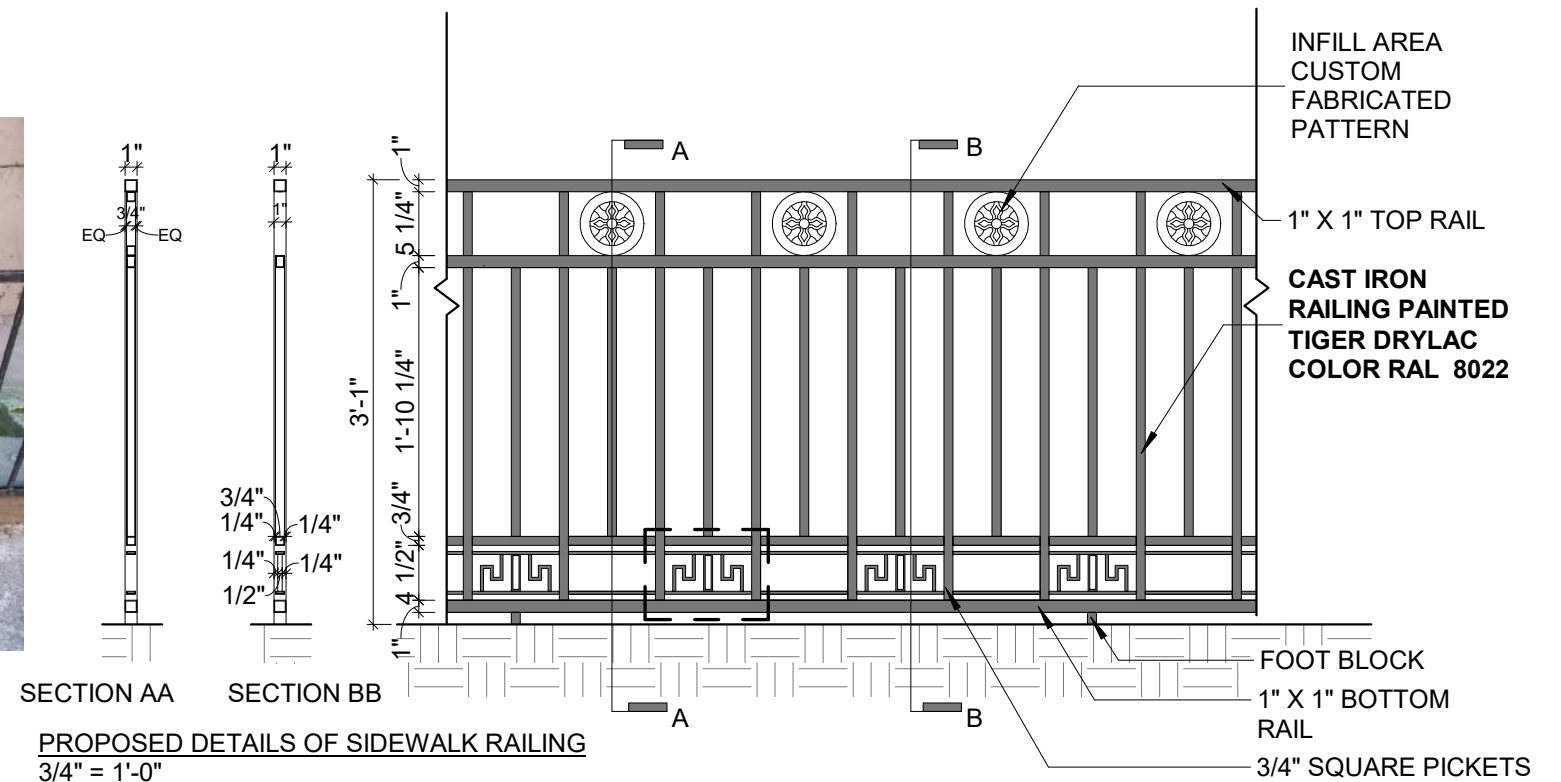 INFILL AREA
CUSTOM
FABRICATED
PATTERN
1" X 1" TOP RAIL
CAST IRON
RAILING PAINTED
TIGER DRYLAC
COLOR RAL 8022
FOOT BLOCK
1" X 1" BOTTOM
RAIL
3/4" SQUARE PICKETS
A
B
A
B
3'-1"
1"
5 1/4"
1"
1'-10 1/4"
3/4"
4 1/2"
1"
1"
3/4"
EQ
EQ
SECTION AA
1"
1"
3/4"
1/4"
1/4"
1/4"
1/4"
1/2"
SECTION BB
PROPOSED DETAILS OF SIDEWALK RAILING
3/4" = 1'-0"